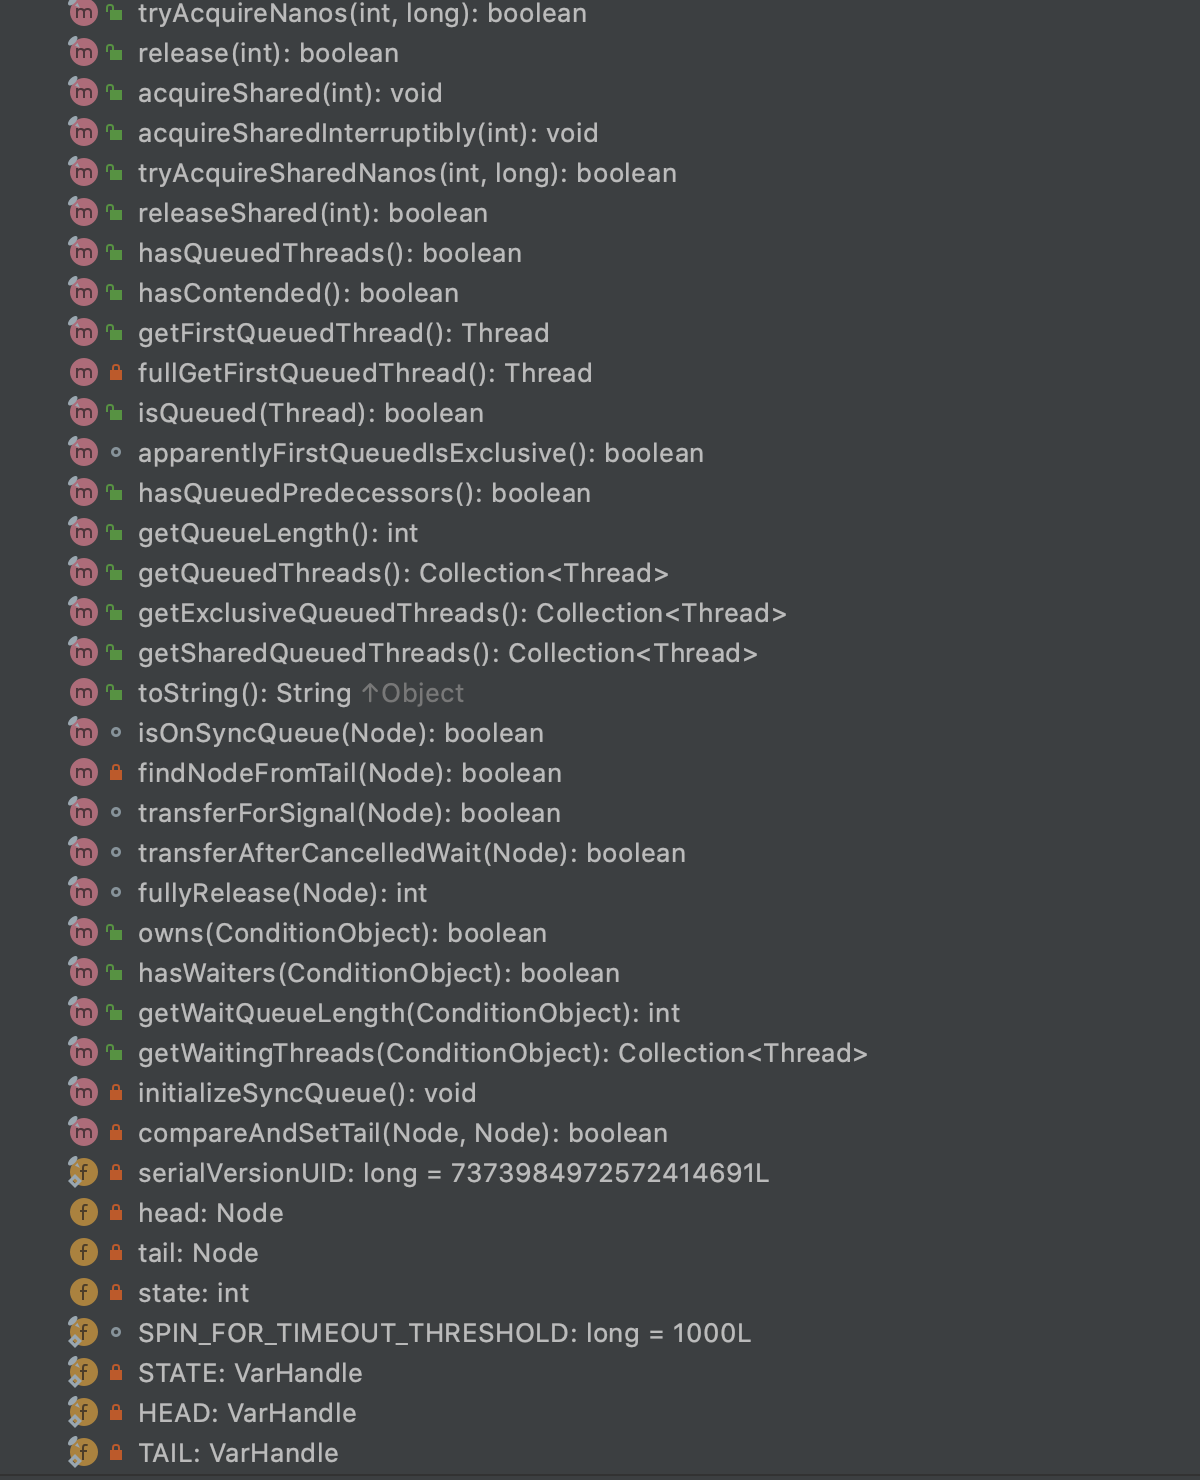 tryAcquireNanos(int, long): boolean
release(int): boolean
acquireShared(int): void
acquireSharedInterruptibly(int): void
tryAcquireSharedNanos(int, long): boolean
releaseShared(int): boolean
hasQueuedThreads(): boolean
hasContended(): boolean
getFirstQueuedThread(): Thread
fullGetFirstQueuedThread(): Thread
isQueued(Thread): boolean
apparentlyFirstQueuedIsExclusive(): boolean
hasQueuedPredecessors(): boolean
getQueueLength(): int
getQueuedThreads(): Collection<Thread>
getExclusiveQueuedThreads(): Collection<Thread>
getSharedQueuedThreads(): Collection<Thread>
toString(): String ↑Object
isOnSyncQueue(Node): boolean
findNodeFromTail(Node): boolean
transferForSignal(Node): boolean
transferAfterCancelledWait(Node): boolean
fullyRelease(Node): int
owns(ConditionObject): boolean
hasWaiters(ConditionObject): boolean
getWaitQueueLength(ConditionObject): int
getWaitingThreads(ConditionObject): Collection<Thread>
initializeSyncQueue(): void
compareAndSetTail(Node, Node): boolean
serialVersionUID: long = 7373984972572414691L
head: Node
tail: Node
state: int
SPIN_FOR_TIMEOUT_THRESHOLD: long = 1000L
STATE: VarHandle
HEAD: VarHandle
TAIL: VarHandle